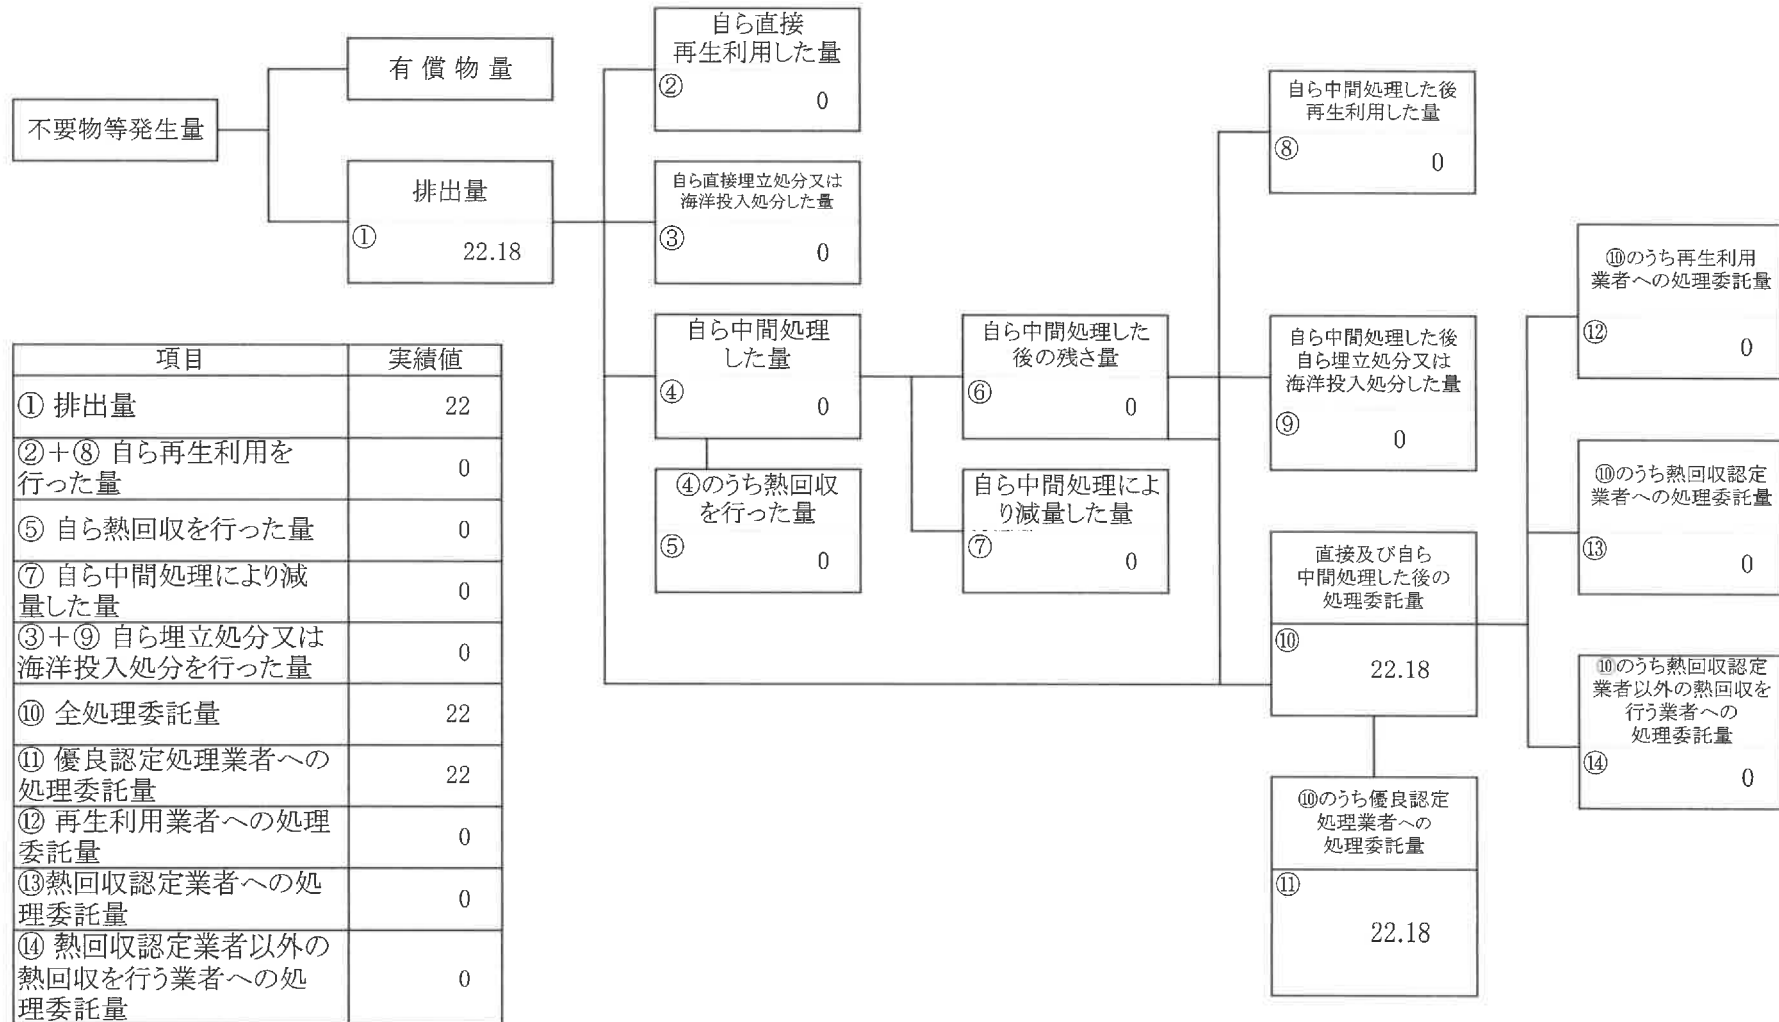 不要物等発生量
有償物量
排出量
①
22.18
自ら直接
再生利用した量
②
0
自ら直接埋立処分又は
海洋投入処分した量
③
0
自ら中間処理
した量
④
0
④のうち熱回収
を行った量
⑤
0
自ら中間処理した
後の残さ量
⑥
0
自ら中間処理によ
り減量した量
⑦
0
自ら中間処理した後
再生利用した量
⑧
0
自ら中間処理した後
自ら埋立処分又は
海洋投入処分した量
⑨
0
直接及び自ら
中間処理した後の
処理委託量
⑩
22.18
⑩のうち優良認定
処理業者への
処理委託量
⑪
22.18
⑩のうち再生利用
業者への処理委託量
⑫
0
⑩のうち熱回収認定
業者への処理委託量
⑬
0
⑩のうち熱回収認定
業者以外の熱回収を
行う業者への
処理委託量
⑭
0
項目 実績値
① 排出量 22
②+⑧ 自ら再生利用を
行った量 0
⑤ 自ら熱回収を行った量 0
⑦ 自ら中間処理により減
量した量 0
③+⑨ 自ら埋立処分又は
海洋投入処分を行った量 0
⑩ 全処理委託量 22
⑪ 優良認定処理業者への
処理委託量 22
⑫ 再生利用業者への処理
委託量 0
⑬熱回収認定業者への処
理委託量 0
⑭ 熱回収認定業者以外の
熱回収を行う業者への処
理委託量 0